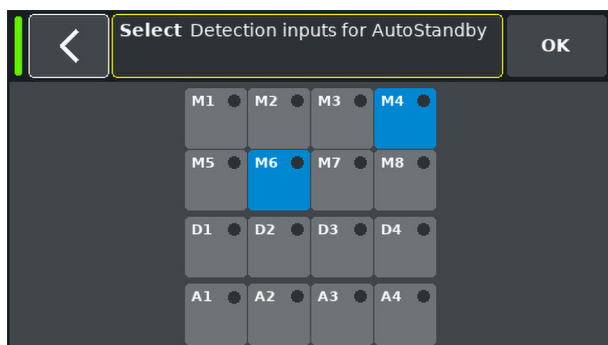 Select Detection inputs for AutoStandby
OK
M1 M2 M3 M4
M5 M6 M7 M8
D1 D2 D3 D4
A1 A2 A3 A4